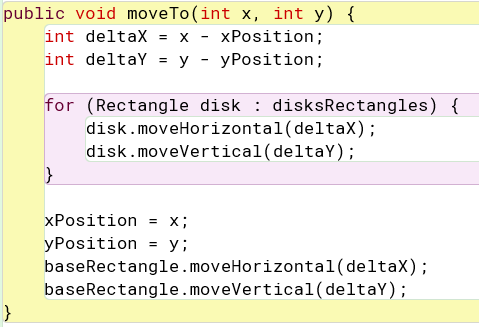 public void moveTo(int x, int y) {
    int deltaX = x - xPosition;
    int deltaY = y - yPosition;

    for (Rectangle disk : disksRectangles) {
        disk.moveHorizontal(deltaX);
        disk.moveVertical(deltaY);
    }

    xPosition = x;
    yPosition = y;
    baseRectangle.moveHorizontal(deltaX);
    baseRectangle.moveVertical(deltaY);
}